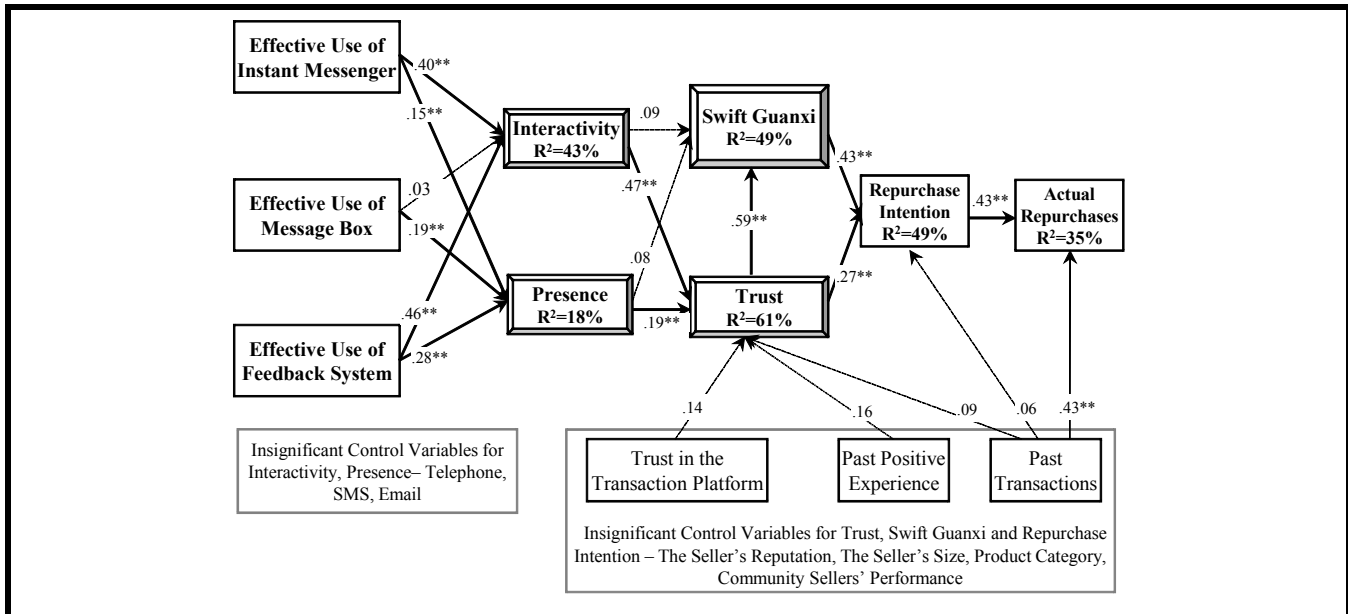 Effective Use of
Instant Messenger
.40**
.15**
Interactivity
R²=43%
.09
Swift Guanxi
R²=49%
.43**
.03
.47**
Effective Use of
Message Box
.19**
.59**
Repurchase
Intention
R²=49%
.43**
Actual
Repurchases
R²=35%
.08
.27**
Presence
R²=18%
.19**
Trust
R²=61%
.46**
.28**
Effective Use of
Feedback System
.14
.16
.09
.06
.43**
Insignificant Control Variables for
Interactivity, Presence– Telephone,
SMS, Email
Trust in the
Transaction Platform
Past Positive
Experience
Past
Transactions
Insignificant Control Variables for Trust, Swift Guanxi and Repurchase
Intention – The Seller's Reputation, The Seller's Size, Product Category,
Community Sellers' Performance